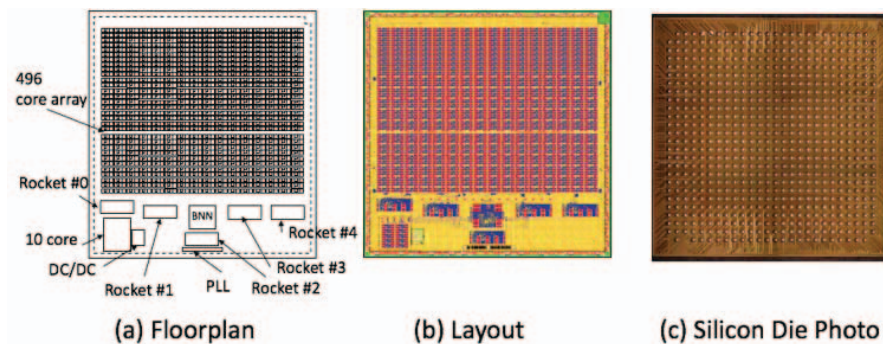 496
core array
Rocket #0
BNN
10 core
Rocket #4
DC/DC
Rocket #3
Rocket #1
PLL
Rocket #2
(a) Floorplan
(b) Layout
(c) Silicon Die Photo